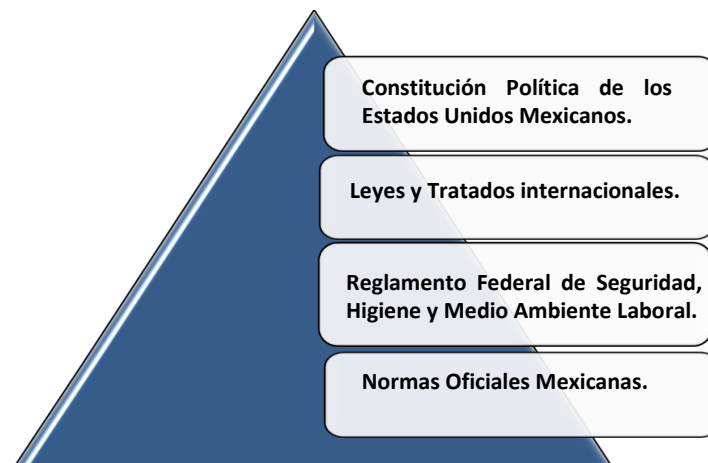 Constitución Política de los
Estados Unidos Mexicanos.
Leyes y Tratados internacionales.
Reglamento Federal de Seguridad,
Higiene y Medio Ambiente Laboral.
Normas Oficiales Mexicanas.